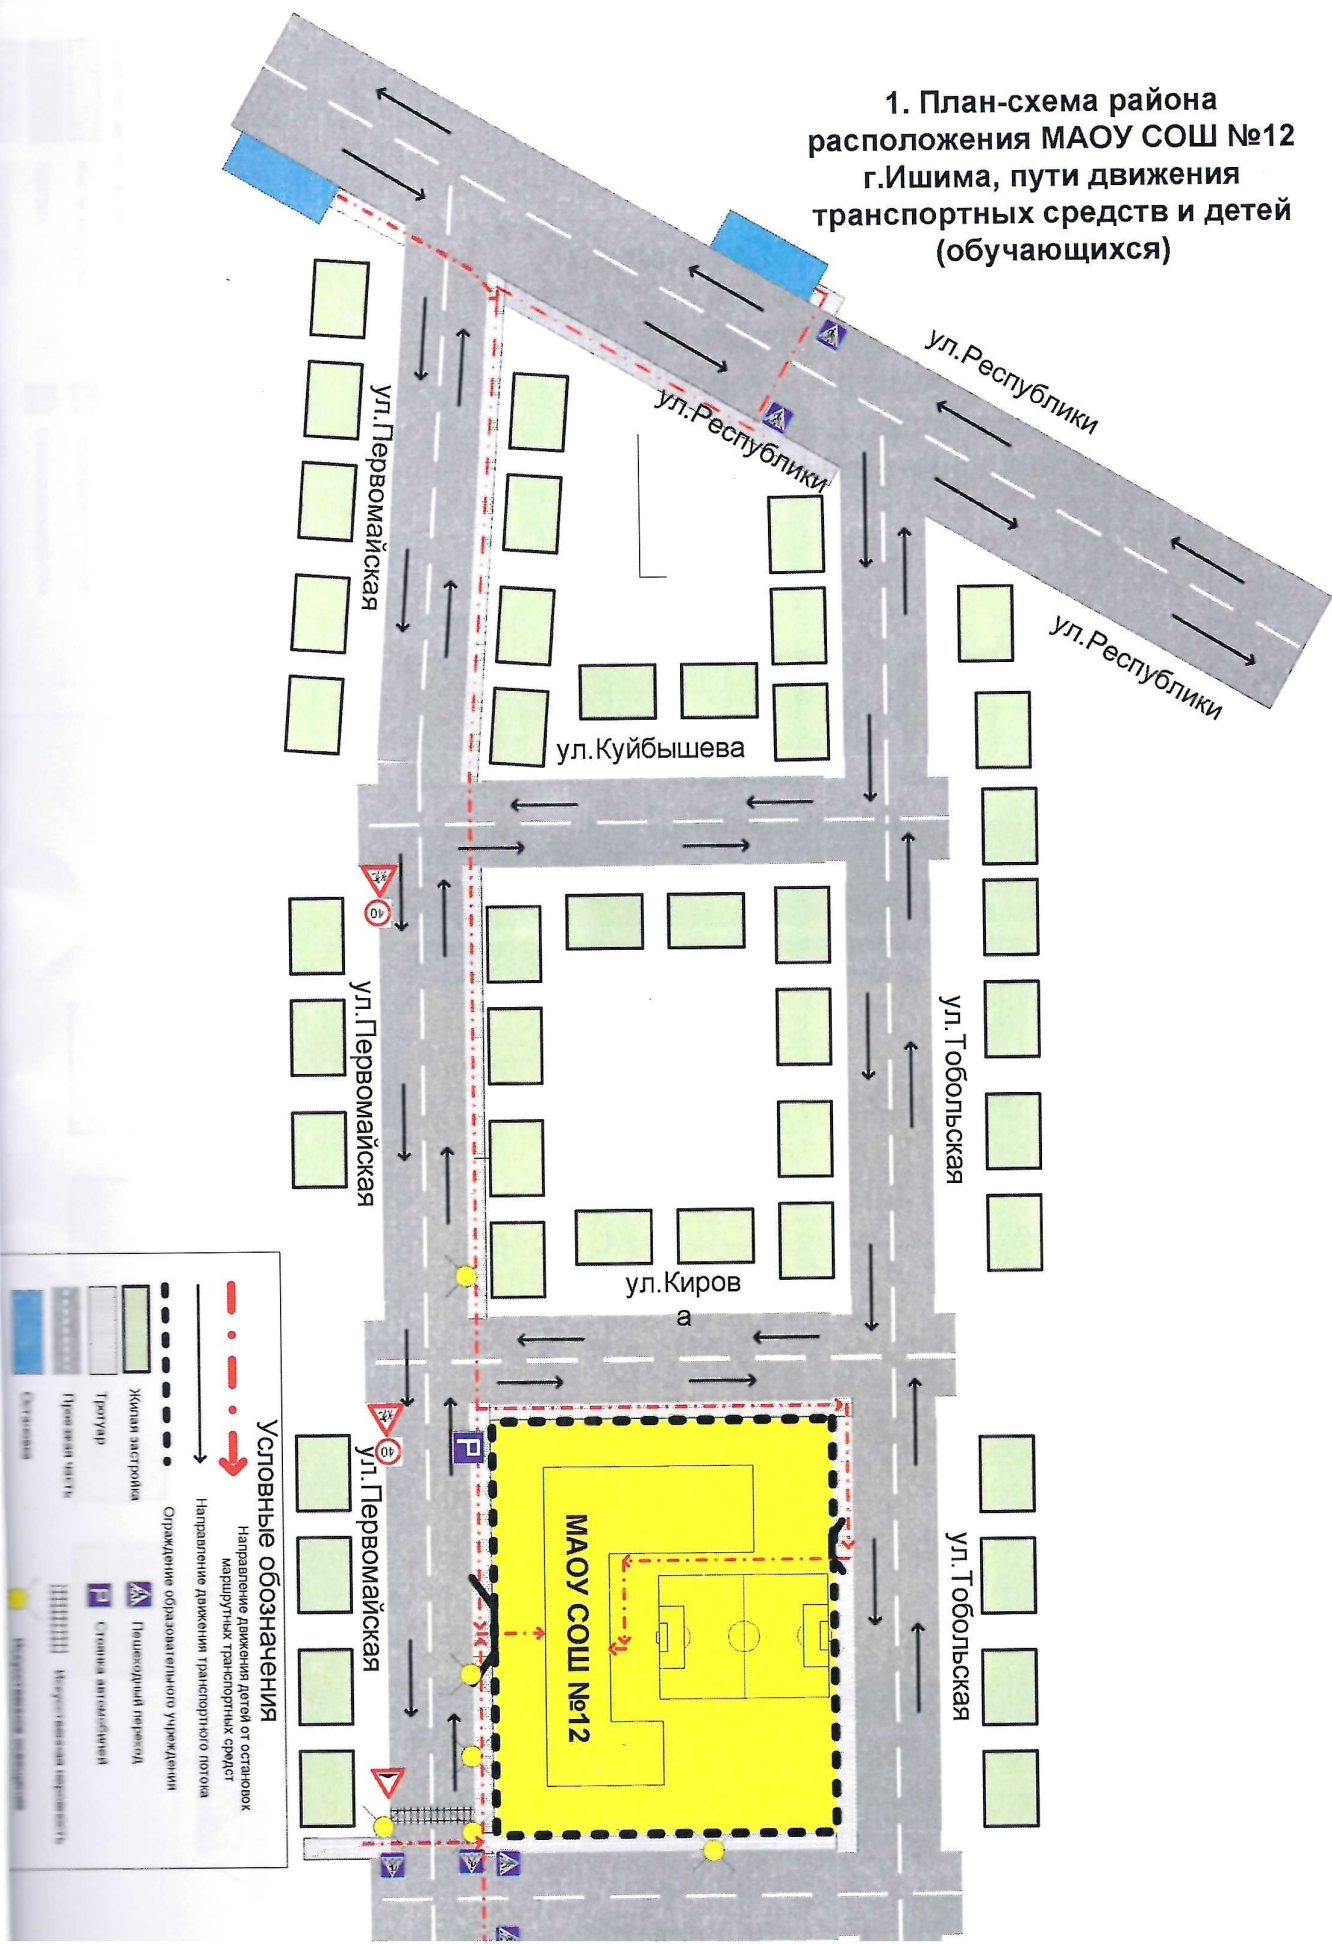 1. План-схема района
расположения МАОУ СОШ №12
г.Ишима, пути движения
транспортных средств и детей
(обучающихся)
ул.Республики
ул.Республики
ул.Республики
ул.Первомайская
ул.Куйбышева
40
ул.Первомайская
ул.Тобольская
ул.Киров
а
40
P
ул.Первомайская
МАОУ СОШ №12
ул.Тобольская
Условные обозначения
Направление движения детей от остановок
маршрутных транспортных средст
Направление движения транспортного потока
Ограждение образовательного учреждения
Жилая застройка
Тротуар
Проезжая часть
Остановка
Пешеходный переход
P
Стоянка автомобилей
Искусственная неровность